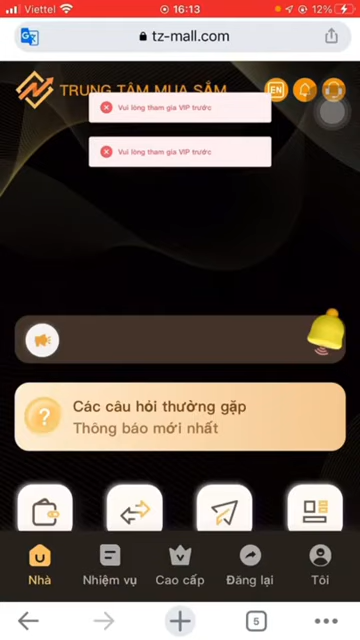 Viettel
16:13
12%
tz-mall.com
TRUNG TÂM MUA SẮM
EN
Vui lòng tham gia VIP trước
Vui lòng tham gia VIP trước
Các câu hỏi thường gặp
Thông báo mới nhất
Nhà
Nhiệm vụ
Cao cấp
Đăng lại
Tôi
5